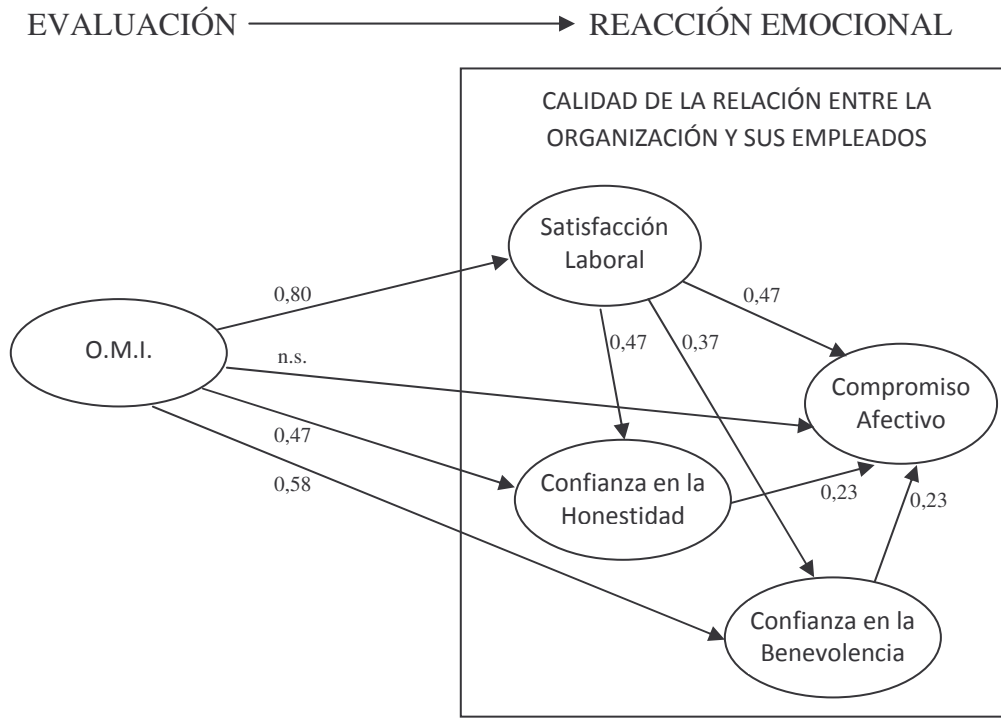 EVALUACIÓN
REACCIÓN EMOCIONAL
CALIDAD DE LA RELACIÓN ENTRE LA
ORGANIZACIÓN Y SUS EMPLEADOS
Satisfacción
Laboral
0,80
0,47
O.M.I.
n.s.
0,47
0,37
Compromiso
Afectivo
0,47
0,58
Confianza en la
Honestidad
0,23
0,23
Confianza en la
Benevolencia